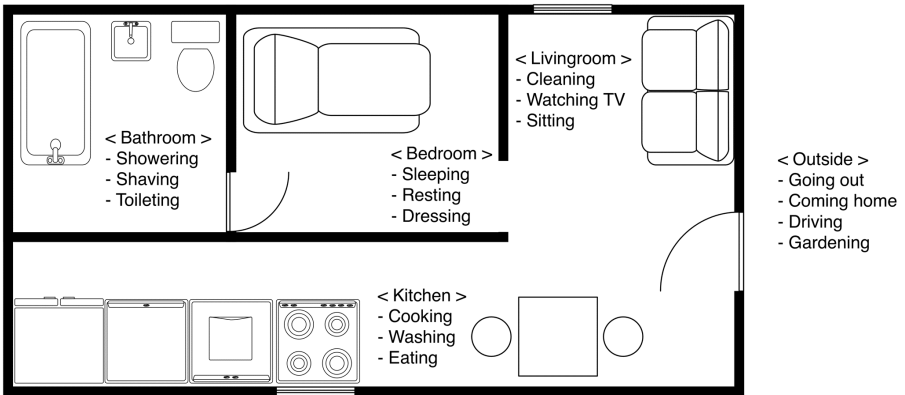 < Bathroom >
- Showering
- Shaving
- Toileting
< Bedroom >
- Sleeping
- Resting
- Dressing
< Livingroom >
- Cleaning
- Watching TV
- Sitting
< Kitchen >
- Cooking
- Washing
- Eating
< Outside >
- Going out
- Coming home
- Driving
- Gardening